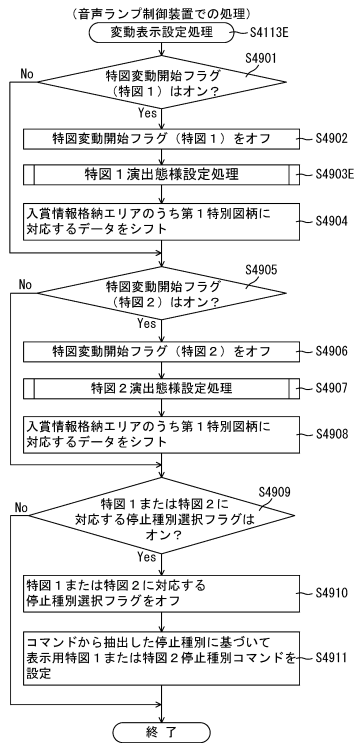 (音声ランプ制御装置での処理)
変動表示設定処理
S4113E
S4901
特図変動開始フラグ
(特図1)はオン?
No
Yes
特図変動開始フラグ(特図1)をオフ
S4902
特図1演出態様設定処理
S4903E
入賞情報格納エリアのうち第1特別図柄に
対応するデータをシフト
S4904
S4905
特図変動開始フラグ
(特図2)はオン?
No
Yes
特図変動開始フラグ(特図2)をオフ
S4906
特図2演出態様設定処理
S4907
入賞情報格納エリアのうち第1特別図柄に
対応するデータをシフト
S4908
S4909
特図1または特図2に
対応する停止種別選択フラグは
オン?
No
Yes
特図1または特図2に対応する
停止種別選択フラグをオフ
S4910
コマンドから抽出した停止種別に基づいて
表示用特図1または特図2停止種別コマンドを
設定
S4911
終了